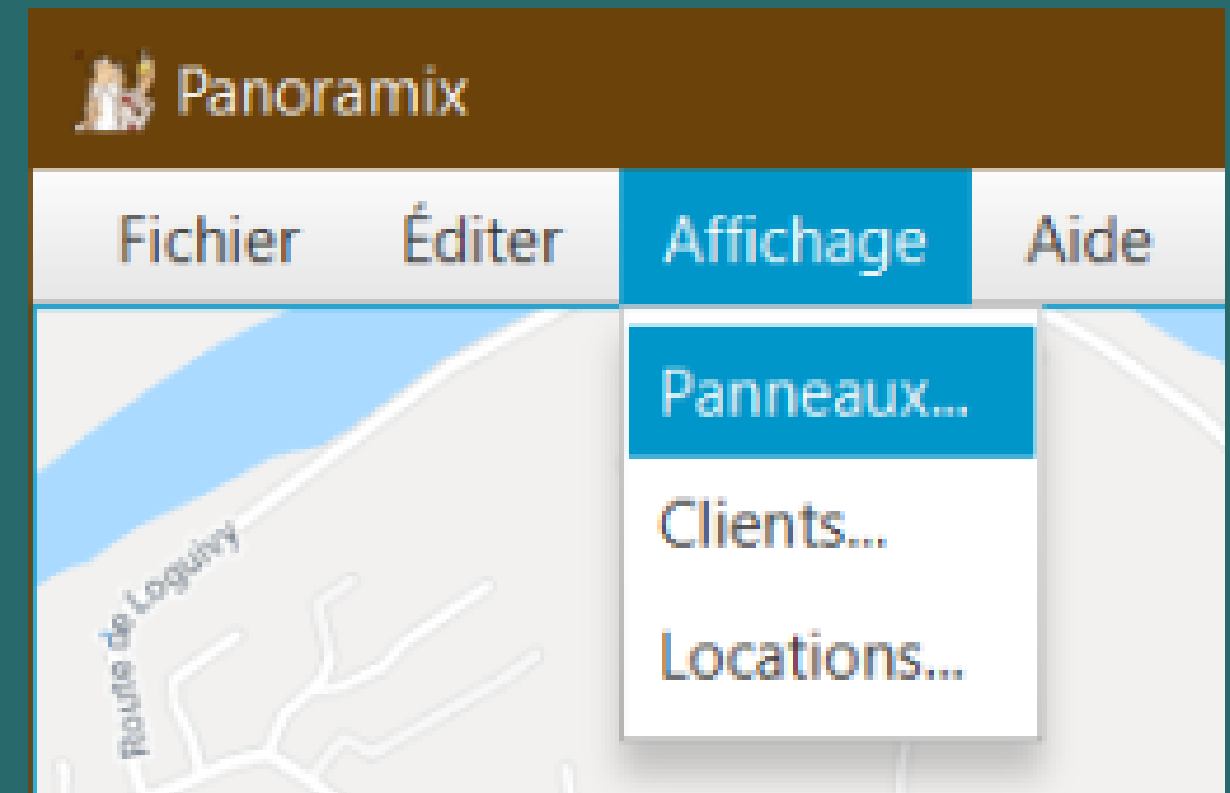 Panoramix
Fichier Éditer Affichage Aide
Panneaux...
Clients...
Locations...
Route de Loguivy